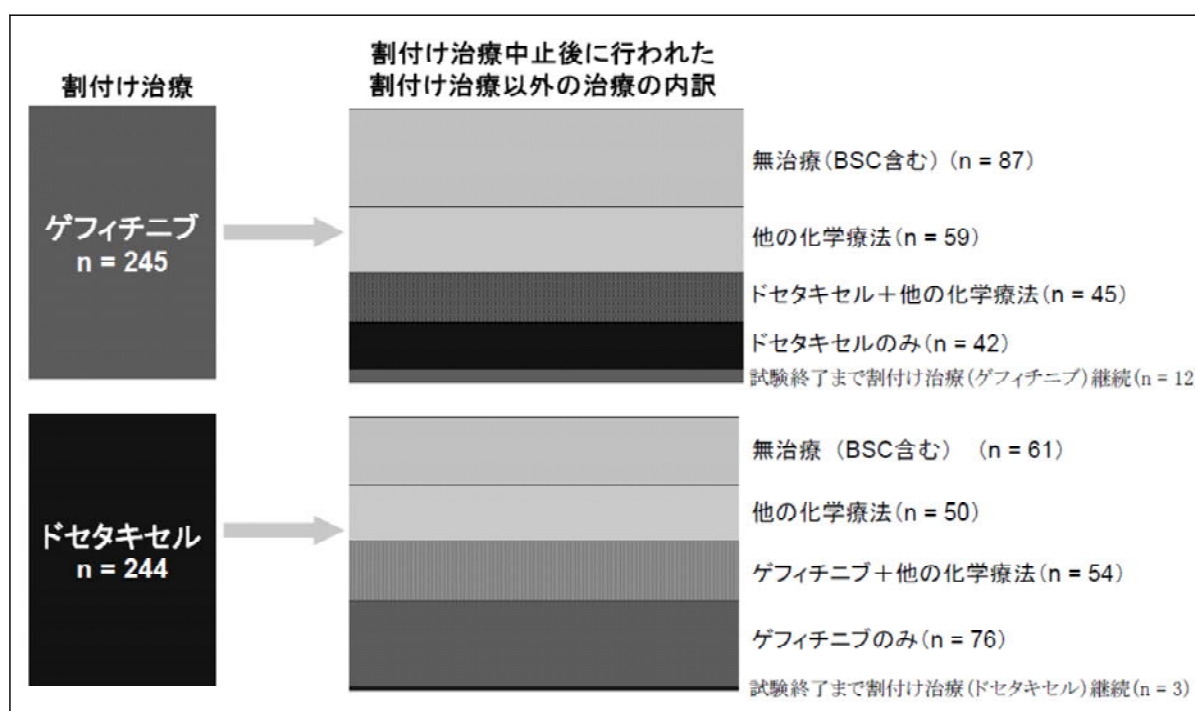 割付け治療
割付け治療中止後に行われた
割付け治療以外の治療の内訳
ゲフィチニブ
n = 245
無治療(BSC含む) (n = 87)
他の化学療法(n = 59)
ドセタキセル＋他の化学療法(n = 45)
ドセタキセルのみ(n = 42)
試験終了まで割付け治療(ゲフィチニブ)継続(n = 12)
ドセタキセル
n = 244
無治療 (BSC含む) (n = 61)
他の化学療法(n = 50)
ゲフィチニブ＋他の化学療法(n = 54)
ゲフィチニブのみ(n = 76)
試験終了まで割付け治療(ドセタキセル)継続(n = 3)